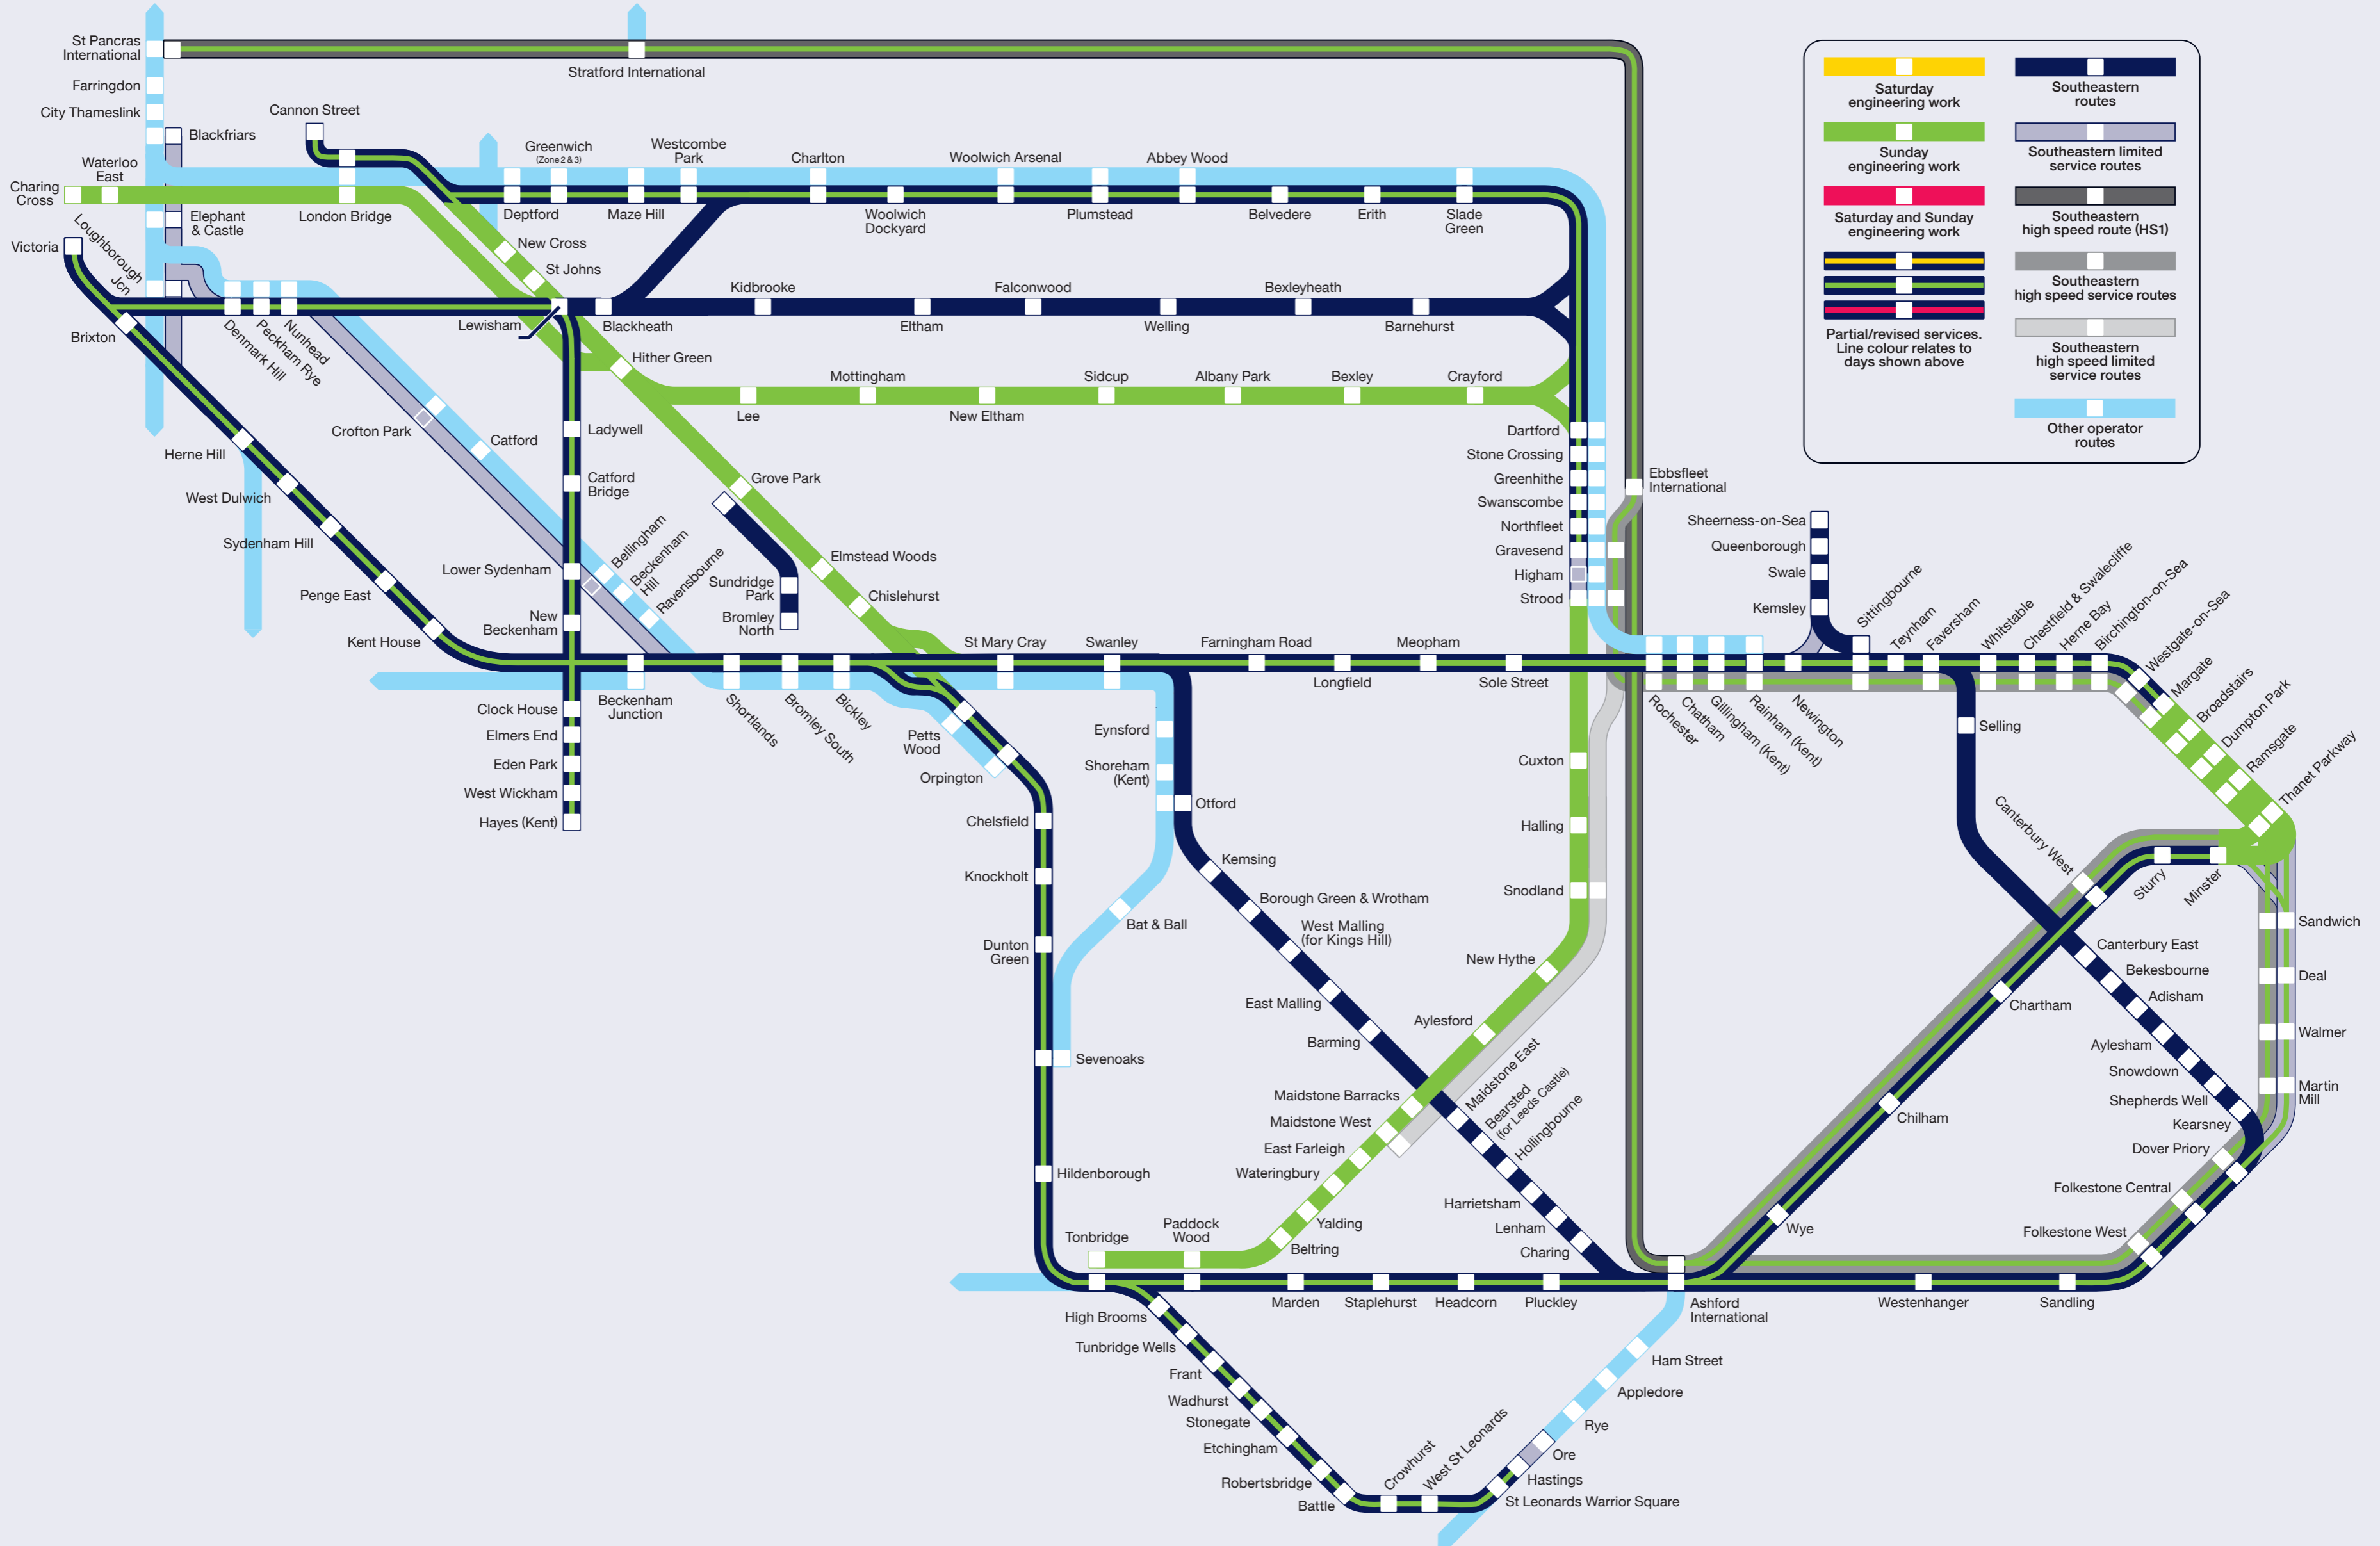 St Pancras
International
Farringdon
City Thameslink
Blackfriars
Waterloo
East
Charing
Cross
Elephant
& Castle
Victoria
Loughborough
Jcn
Brixton
Stratford International
Cannon Street
London Bridge
Greenwich
(Zone 2 & 3)
Deptford
Westcombe
Park
Maze Hill
Charlton
Woolwich
Dockyard
Woolwich Arsenal
Plumstead
Abbey Wood
Belvedere
Erith
Slade
Green
New Cross
St Johns
Lewisham
Blackheath
Kidbrooke
Eltham
Falconwood
Welling
Bexleyheath
Barnehurst
Denmark Hill
Peckham Rye
Nunhead
Hither Green
Lee
Mottingham
New Eltham
Sidcup
Albany Park
Bexley
Crayford
Crofton Park
Catford
Bellingham
Beckenham
Hill
Ravensbourne
Herne Hill
West Dulwich
Sydenham Hill
Penge East
Kent House
Ladywell
Catford
Bridge
Lower Sydenham
New
Beckenham
Clock House
Elmers End
Eden Park
West Wickham
Hayes (Kent)
Grove Park
Sundridge
Park
Bromley
North
Elmstead Woods
Chislehurst
Beckenham
Junction
Shortlands
Bromley South
Bickley
Petts
Wood
Orpington
St Mary Cray
Swanley
Farningham Road
Longfield
Meopham
Sole Street
Dartford
Stone Crossing
Greenhithe
Swanscombe
Northfleet
Gravesend
Higham
Strood
Ebbsfleet
International
Sheerness-on-Sea
Queenborough
Swale
Kemsley
Sittingbourne
Teynham
Faversham
Whitstable
Chestfield & Swalecliffe
Herne Bay
Birchington-on-Sea
Westgate-on-Sea
Margate
Broadstairs
Dumpton Park
Ramsgate
Thanet Parkway
Rochester
Chatham
Gillingham (Kent)
Rainham (Kent)
Newington
Selling
Eynsford
Shoreham
(Kent)
Otford
Bat & Ball
Kemsing
Borough Green & Wrotham
West Malling
(for Kings Hill)
East Malling
Barming
Maidstone East
Bearsted
(for Leeds Castle)
Hollingbourne
Harrietsham
Lenham
Charing
Cuxton
Halling
Snodland
New Hythe
Aylesford
Maidstone Barracks
Maidstone West
East Farleigh
Wateringbury
Yalding
Beltring
Paddock
Wood
Tonbridge
Chelsfield
Knockholt
Dunton
Green
Sevenoaks
Hildenborough
High Brooms
Tunbridge Wells
Frant
Wadhurst
Stonegate
Etchingham
Robertsbridge
Battle
Crowhurst
West St Leonards
St Leonards Warrior Square
Hastings
Ore
Rye
Appledore
Ham Street
Marden
Staplehurst
Headcorn
Pluckley
Ashford
International
Westenhanger
Sandling
Folkestone West
Folkestone Central
Dover Priory
Kearsney
Shepherds Well
Snowdown
Aylesham
Adisham
Bekesbourne
Canterbury East
Canterbury West
Chartham
Chilham
Wye
Sturry
Minster
Sandwich
Deal
Walmer
Martin
Mill
Saturday
engineering work
Sunday
engineering work
Saturday and Sunday
engineering work
Partial/revised services.
Line colour relates to
days shown above
Southeastern
routes
Southeastern limited
service routes
Southeastern
high speed route (HS1)
Southeastern
high speed service routes
Southeastern
high speed limited
service routes
Other operator
routes